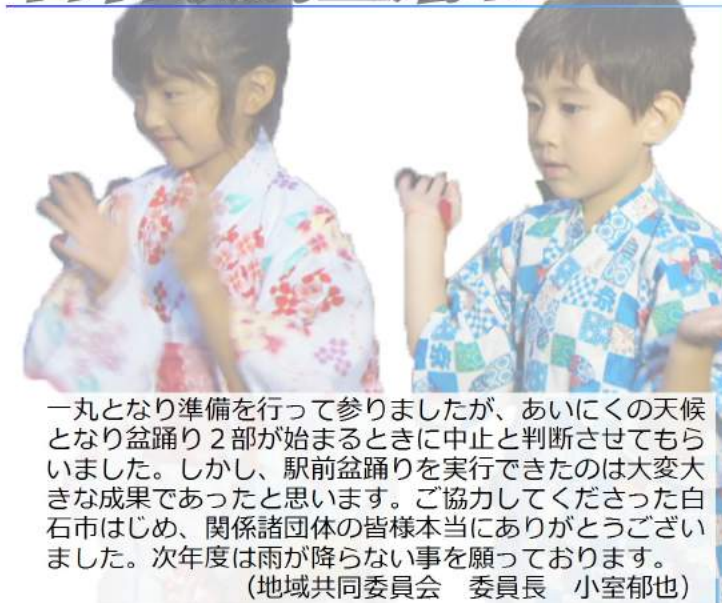 一丸となり準備を行って参りましたが、あいにくの天候
となり盆踊り２部が始まるときに中止と判断させてもら
いました。しかし、駅前盆踊りを実行できたのは大変大
きな成果であったと思います。ご協力してくださった白
石市はじめ、関係諸団体の皆様本当にありがとうござい
ました。次年度は雨が降らない事を願っております。
（地域共同委員会　委員長　小室郁也）